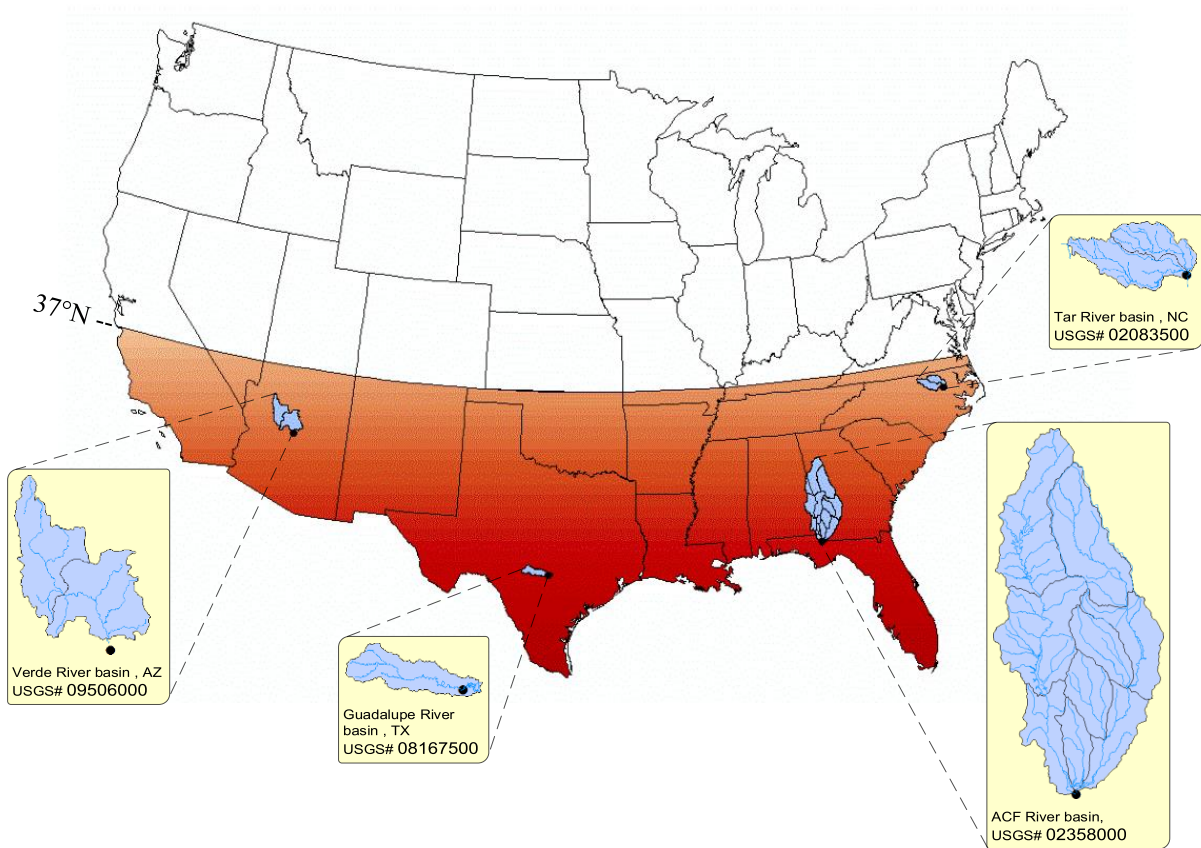 37°N
Tar River basin , NC
USGS# 02083500
Verde River basin , AZ
USGS# 09506000
Guadalupe River
basin , TX
USGS# 08167500
ACF River basin,
USGS# 02358000